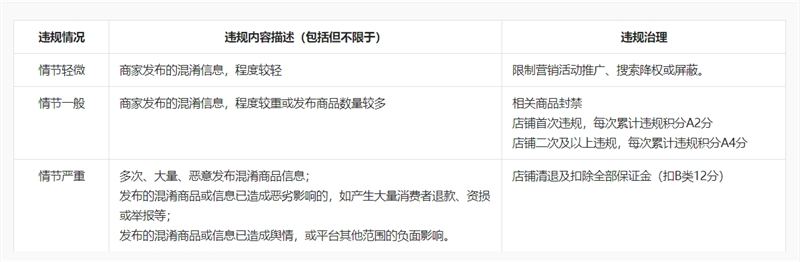 违规情况
违规内容描述（包括但不限于）
违规治理
情节轻微
商家发布的混淆信息，程度较轻
限制营销活动推广、搜索降权或屏蔽。
情节一般
商家发布的混淆信息，程度较重或发布商品数量较多
相关商品封禁
店铺首次违规，每次累计违规积分A2分
店铺二次及以上违规，每次累计违规积分A4分
情节严重
多次、大量、恶意发布混淆商品信息；
发布的混淆商品或信息已造成恶劣影响的，如产生大量消费者退款、资损
或举报等；
发布的混淆商品或信息已造成舆情，或平台其他范围的负面影响。
店铺清退及扣除全部保证金（扣B类12分）